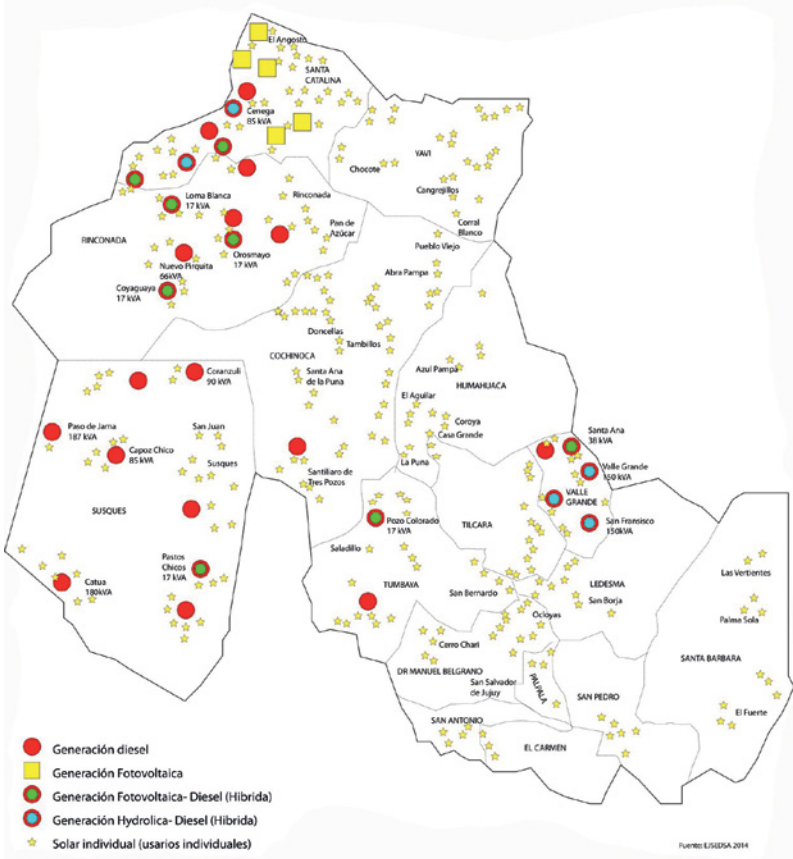 El Angosto
SANTA
CATALINA
Cenega
85 kVA
YAVI
Chocote
Cangrejillos
Corral
Blanco
Loma Blanca
17 kVA
Rinconada
Pan de
Azúcar
RINCONADA
Orosmayo
17 kVA
Nuevo Pirquita
66kVA
Coyaguaya
17 kVA
Pueblo Viejo
Abra Pampa
Doncellas
Tambillos
COCHINOCA
Santa Ana
de la Puna
Azul Pampa
HUMAHUACA
El Aguilar
Coroya
Casa Grande
La Puna
Coranzuli
90 kVA
Paso de Jama
187 kVA
San Juan
Capoz Chico
85 kVA
Susques
Santiliaro de
Tres Pozos
Santa Ana
38 kVA
Valle Grande
150 kVA
VALLE
GRANDE
San Fransisco
150kVA
SUSQUES
TILCARA
Pozo Colorado
17 kVA
Saladillo
Pastos
Chicos
17 kVA
Catua
180kVA
TUMBAYA
San Bernardo
LEDESMA
San Borja
Ocloyas
Las Vertientes
Palma Sola
SANTA BARBARA
El Fuerte
Cerro Chari
DR MANUEL BELGRANO
San Salvador
de Jujuy
PALPALA
SAN PEDRO
SAN ANTONIO
EL CARMEN
Generación diesel
Generación Fotovoltaica
Generación Fotovoltaica- Diesel (Hibrida)
Generación Hydrolica- Diesel (Hibrida)
Solar individual (usarios individuales)
Fuente: EJSEDSA 2014